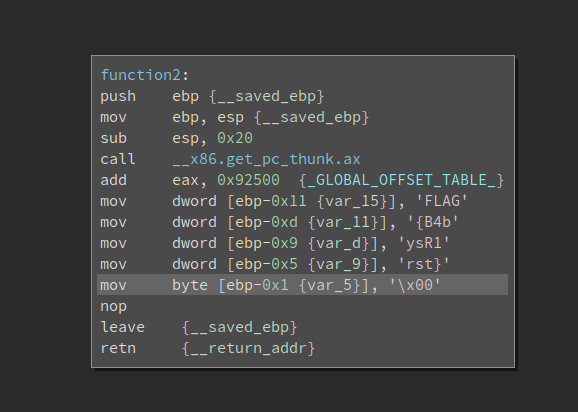 function2:
push ebp {__saved_ebp}
mov ebp, esp {__saved_ebp}
sub esp, 0x20
call __x86.get_pc_thunk.ax
add eax, 0x92500 {_GLOBAL_OFFSET_TABLE_}
mov dword [ebp-0x11 {var_15}], 'FLAG'
mov dword [ebp-0xd {var_11}], '{B4b'
mov dword [ebp-0x9 {var_d}], 'ysR1'
mov dword [ebp-0x5 {var_9}], 'rst}'
mov byte [ebp-0x1 {var_5}], '\x00'
nop
leave {__saved_ebp}
retn {__return_addr}